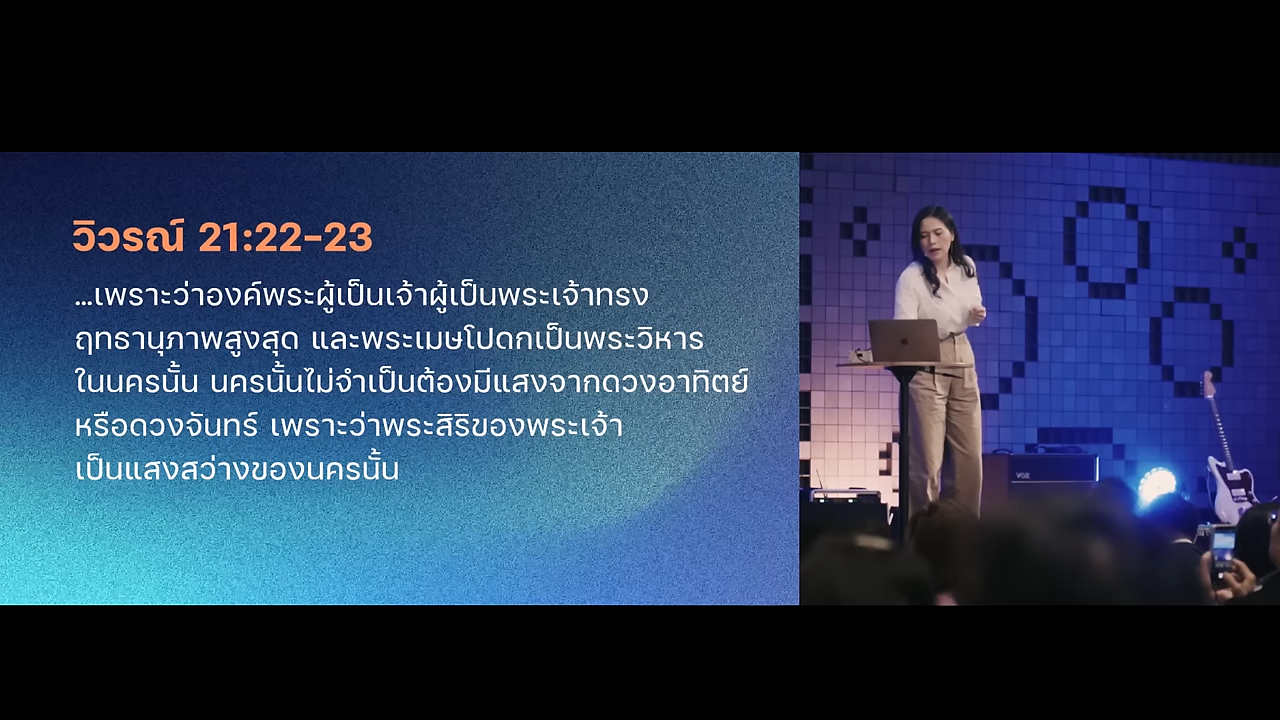 วิวรณ์ 21:22-23
...เพราะว่าองค์พระผู้เป็นเจ้าผู้เป็นพระเจ้าทรง
ฤทธานุภาพสูงสุด และพระเมษโปดกเป็นพระวิหาร
ในนครนั้น นครนั้นไม่จำเป็นต้องมีแสงจากดวงอาทิตย์
หรือดวงจันทร์ เพราะว่าพระสิริของพระเจ้า
เป็นแสงสว่างของนครนั้น
VOX